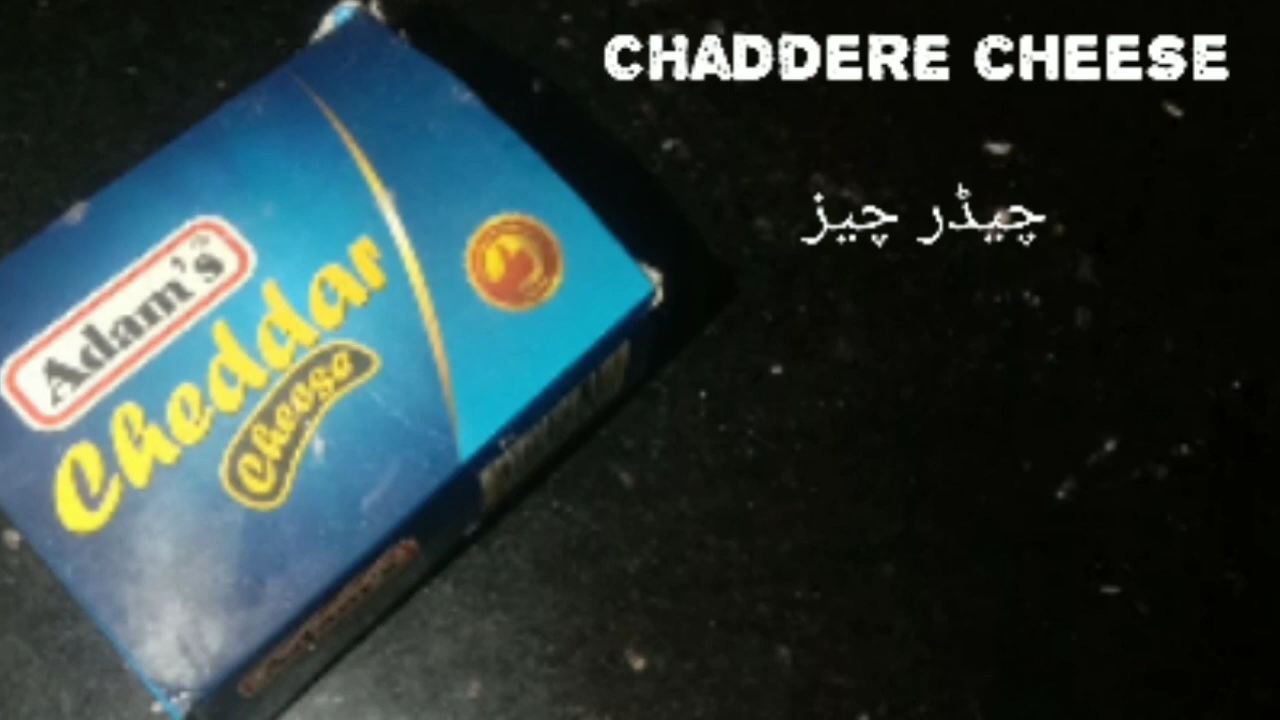 CHADDERE CHEESE
چیڈر چیز
Adam's
Cheddar
Cheese